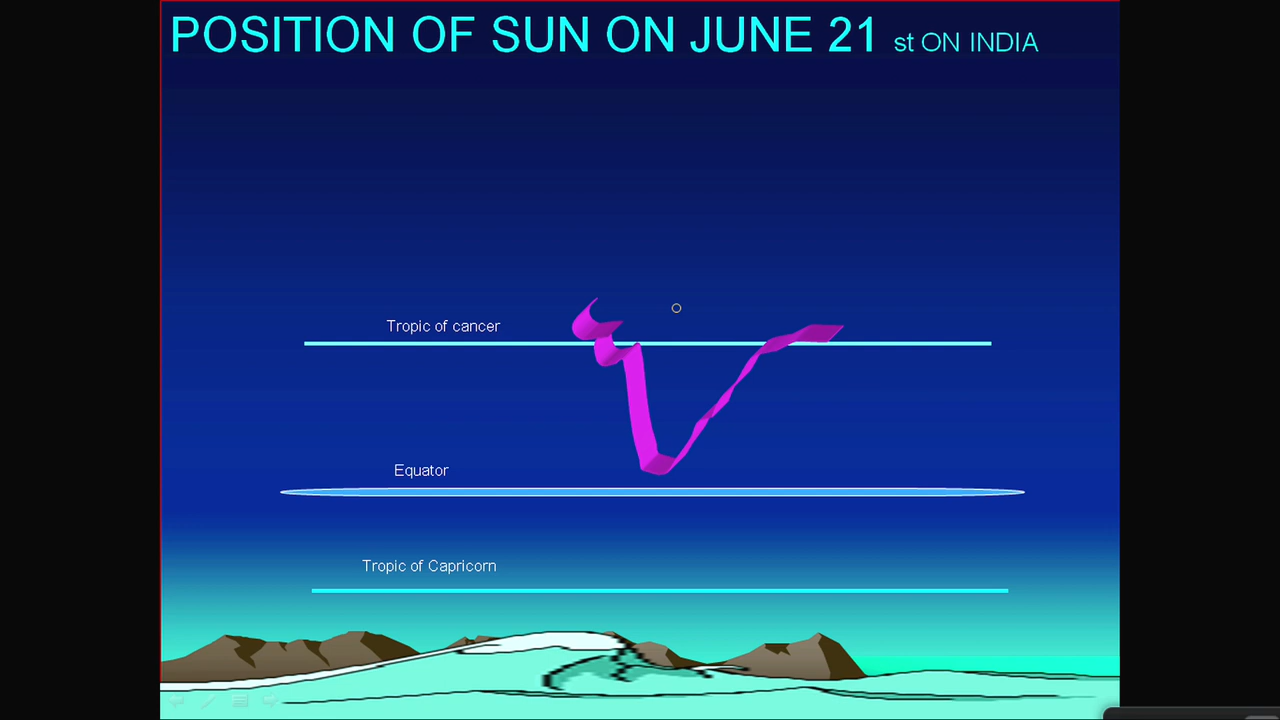 POSITION OF SUN ON JUNE 21 st ON INDIA
Tropic of cancer
Equator
Tropic of Capricorn